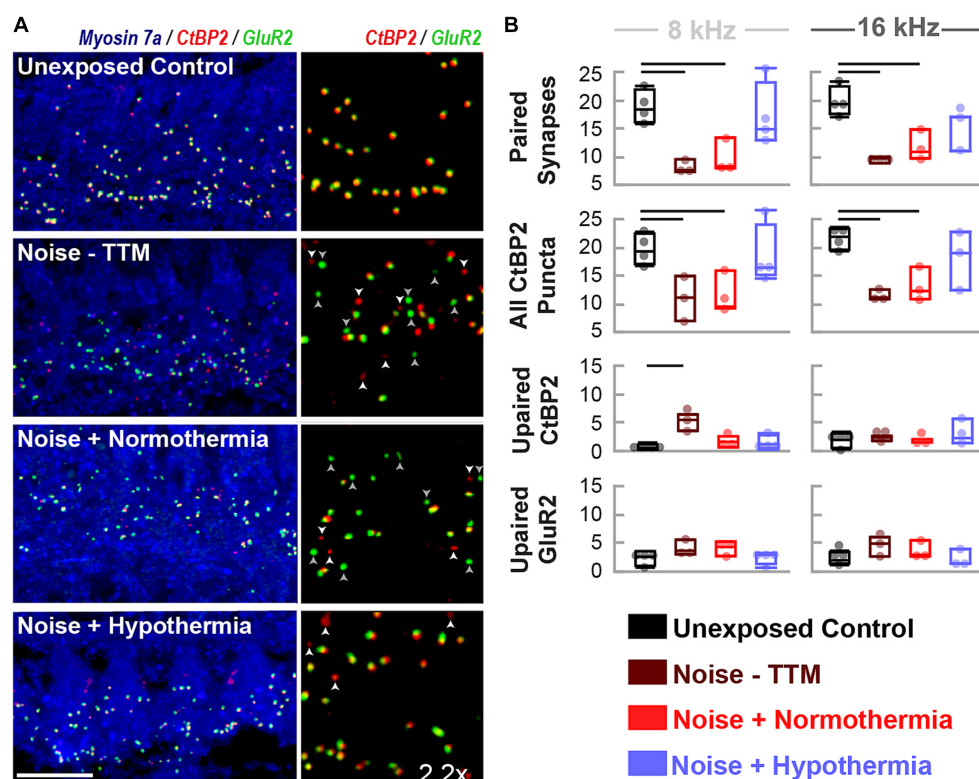 A
Myosin 7a / CtBP2 / GluR2
CtBP2 / GluR2
Unexposed Control
Noise - TTM
Noise + Normothermia
Noise + Hypothermia
2.2x
B
8 kHz
16 kHz
Paired
Synapses
25
20
15
10
5
All CtBP2
Puncta
25
20
15
10
5
Upaired
CtBP2
15
10
5
0
Upaired
GluR2
15
10
5
0
Unexposed Control
Noise - TTM
Noise + Normothermia
Noise + Hypothermia